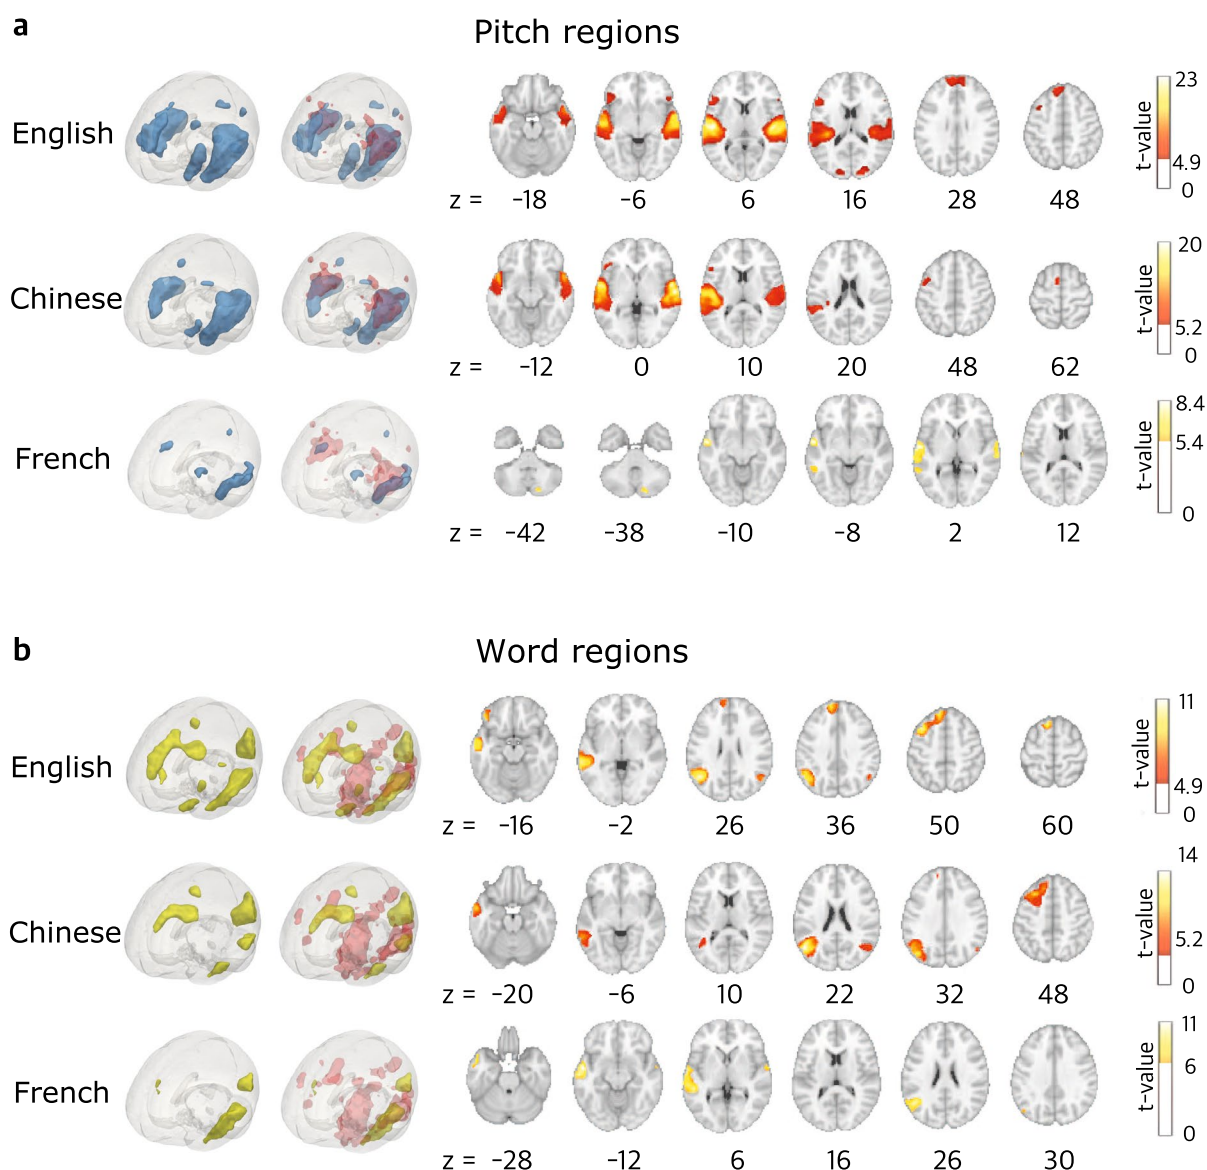 a
Pitch regions
English
z = -18 -6 6 16 28 48
t-value
23
4.9
0
Chinese
z = -12 0 10 20 48 62
t-value
20
5.2
0
French
z = -42 -38 -10 -8 2 12
t-value
8.4
5.4
0
b
Word regions
English
z = -16 -2 26 36 50 60
t-value
11
4.9
0
Chinese
z = -20 -6 10 22 32 48
t-value
14
5.2
0
French
z = -28 -12 6 16 26 30
t-value
11
6
0